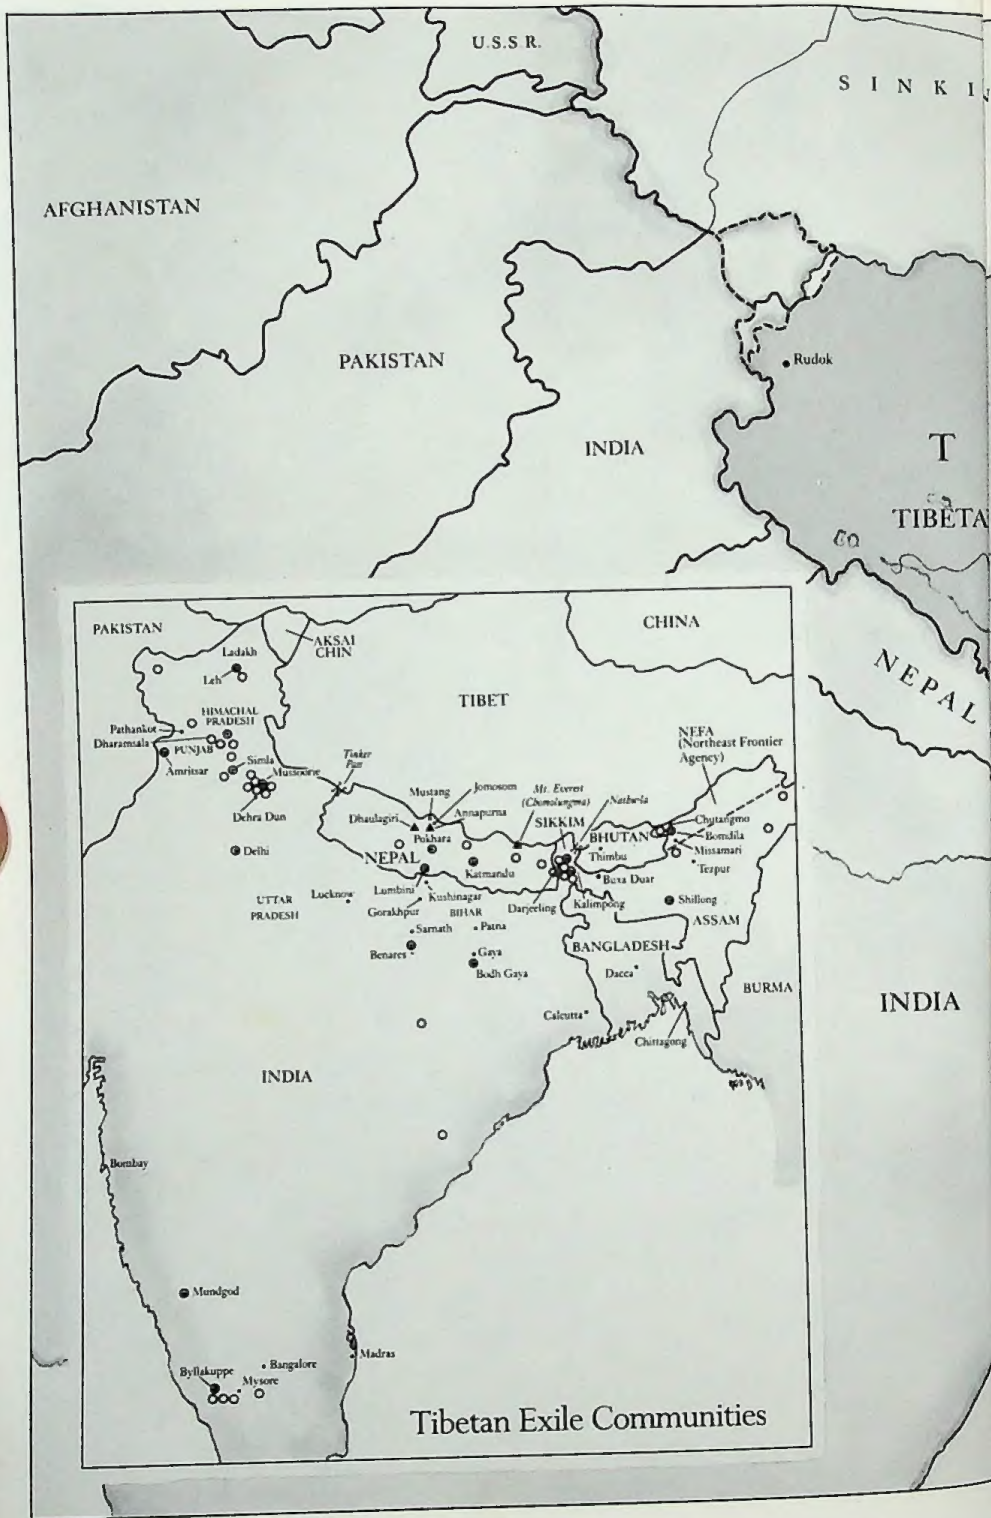 U.S.S.R.
S I N K I
AFGHANISTAN
PAKISTAN
Rudok
INDIA
T
TIBETA
NEPAL
INDIA
PAKISTAN
AKSAI
CHIN
CHINA
Ladakh
Leh
TIBET
HIMACHAL
PRADESH
Pathankot
Dharamsala
PUNJAB
NEFA
(Northeast Frontier
Agency)
Amritsar
Simla
Mussoorie
Tinker
Pass
Mustang
Jomosom
Mt. Everest
(Chomolungma)
Nathu-la
Dehra Dun
Dhaulagiri
Annapurna
SIKKIM
Chutangmo
Pokhara
BHUTAN
Bomdila
Delhi
NEPAL
Thimbu
Missamari
Katmandu
Tezpur
Buxa Duar
Lucknow
Lumbini
Kushinagar
UTTAR
PRADESH
Gorakhpur
BIHAR
Darjeeling
Kalimpong
Shillong
ASSAM
Sarnath
Patna
Benares
Gaya
Bodh Gaya
BANGLADESH
Dacca
BURMA
Calcutta
Chittagong
INDIA
Bombay
Mundgod
Madras
Byllakuppe
Bangalore
Mysore
Tibetan Exile Communities